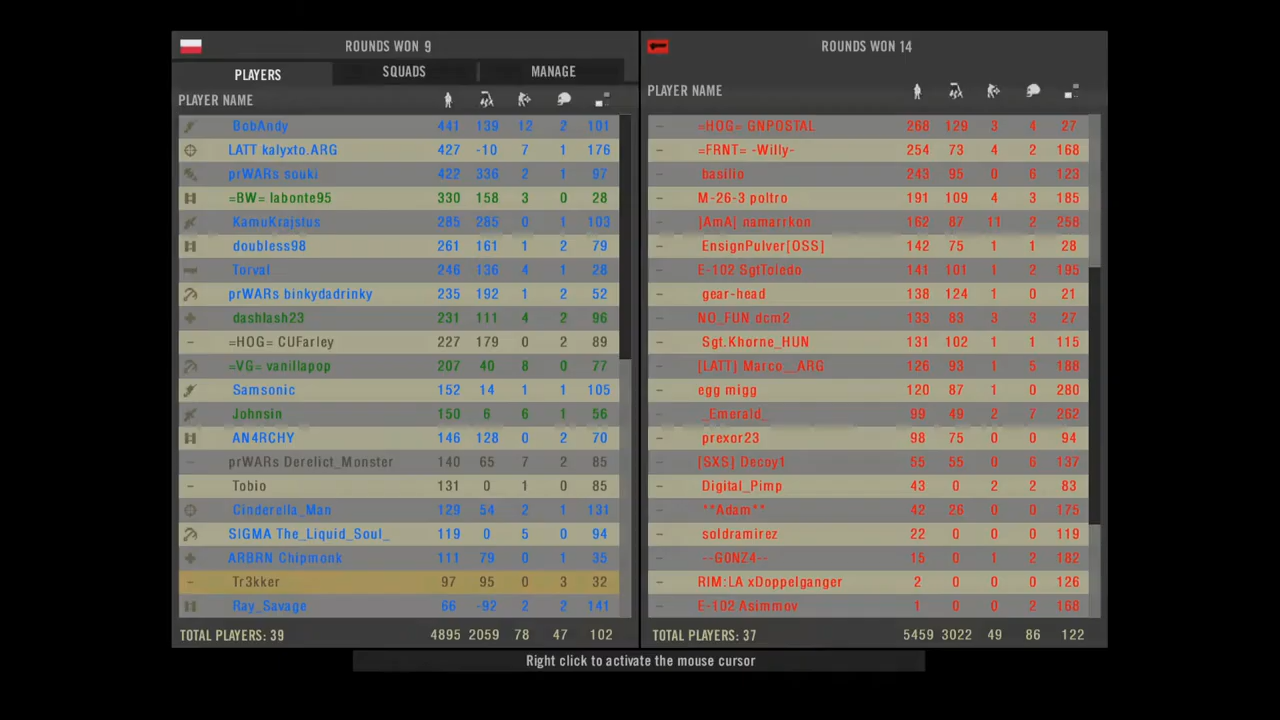 ROUNDS WON 9
PLAYERS SQUADS MANAGE
PLAYER NAME
BobAndy 441 139 12 2 101
LATT kalyxto.ARG 427 -10 7 1 176
prWARs souki 422 336 2 1 97
=BW= labonte95 330 158 3 0 28
KamuKrajstus 285 285 0 1 103
doubless98 261 161 1 2 79
Torval 246 136 4 1 28
prWARs binkydadrinky 235 192 1 2 52
dashlash23 231 111 4 2 96
- =HOG= CUFarley 227 179 0 2 89
=VG= vanillapop 207 40 8 0 77
Samsonic 152 14 1 1 105
Johnsin 150 6 6 1 56
AN4RCHY 146 128 0 2 70
- prWARs Derelict_Monster 140 65 7 2 85
- Tobio 131 0 1 0 85
Cinderella_Man 129 54 2 1 131
SIGMA The_Liquid_Soul_ 119 0 5 0 94
ARBRN Chipmonk 111 79 0 1 35
- Tr3kker 97 95 0 3 32
Ray_Savage 66 -92 2 2 141
TOTAL PLAYERS: 39 4895 2059 78 47 102
ROUNDS WON 14
PLAYER NAME
- =HOG= GNPOSTAL 268 129 3 4 27
- =FRNT= -Willy- 254 73 4 2 168
- basilio 243 95 0 6 123
- M-26-3 poltro 191 109 4 3 185
- ]AmA[ namarrkon 162 87 11 2 258
- EnsignPulver[OSS] 142 75 1 1 28
- E-102 SgtToledo 141 101 1 2 195
- gear-head 138 124 1 0 21
- NO_FUN dcm2 133 83 3 3 27
- Sgt.Khorne_HUN 131 102 1 1 115
- [LATT] Marco__ARG 126 93 1 5 188
- egg migg 120 87 1 0 280
- _Emerald_ 99 49 2 7 262
- prexor23 98 75 0 0 94
- [SXS] Decoy1 55 55 0 6 137
- Digital_Pimp 43 0 2 2 83
- **Adam** 42 26 0 0 175
- soldramirez 22 0 0 0 119
- --G0NZ4-- 15 0 1 2 182
- RIM:LA xDoppelganger 2 0 0 0 126
- E-102 Asimmov 1 0 0 2 168
TOTAL PLAYERS: 37 5459 3022 49 86 122
Right click to activate the mouse cursor